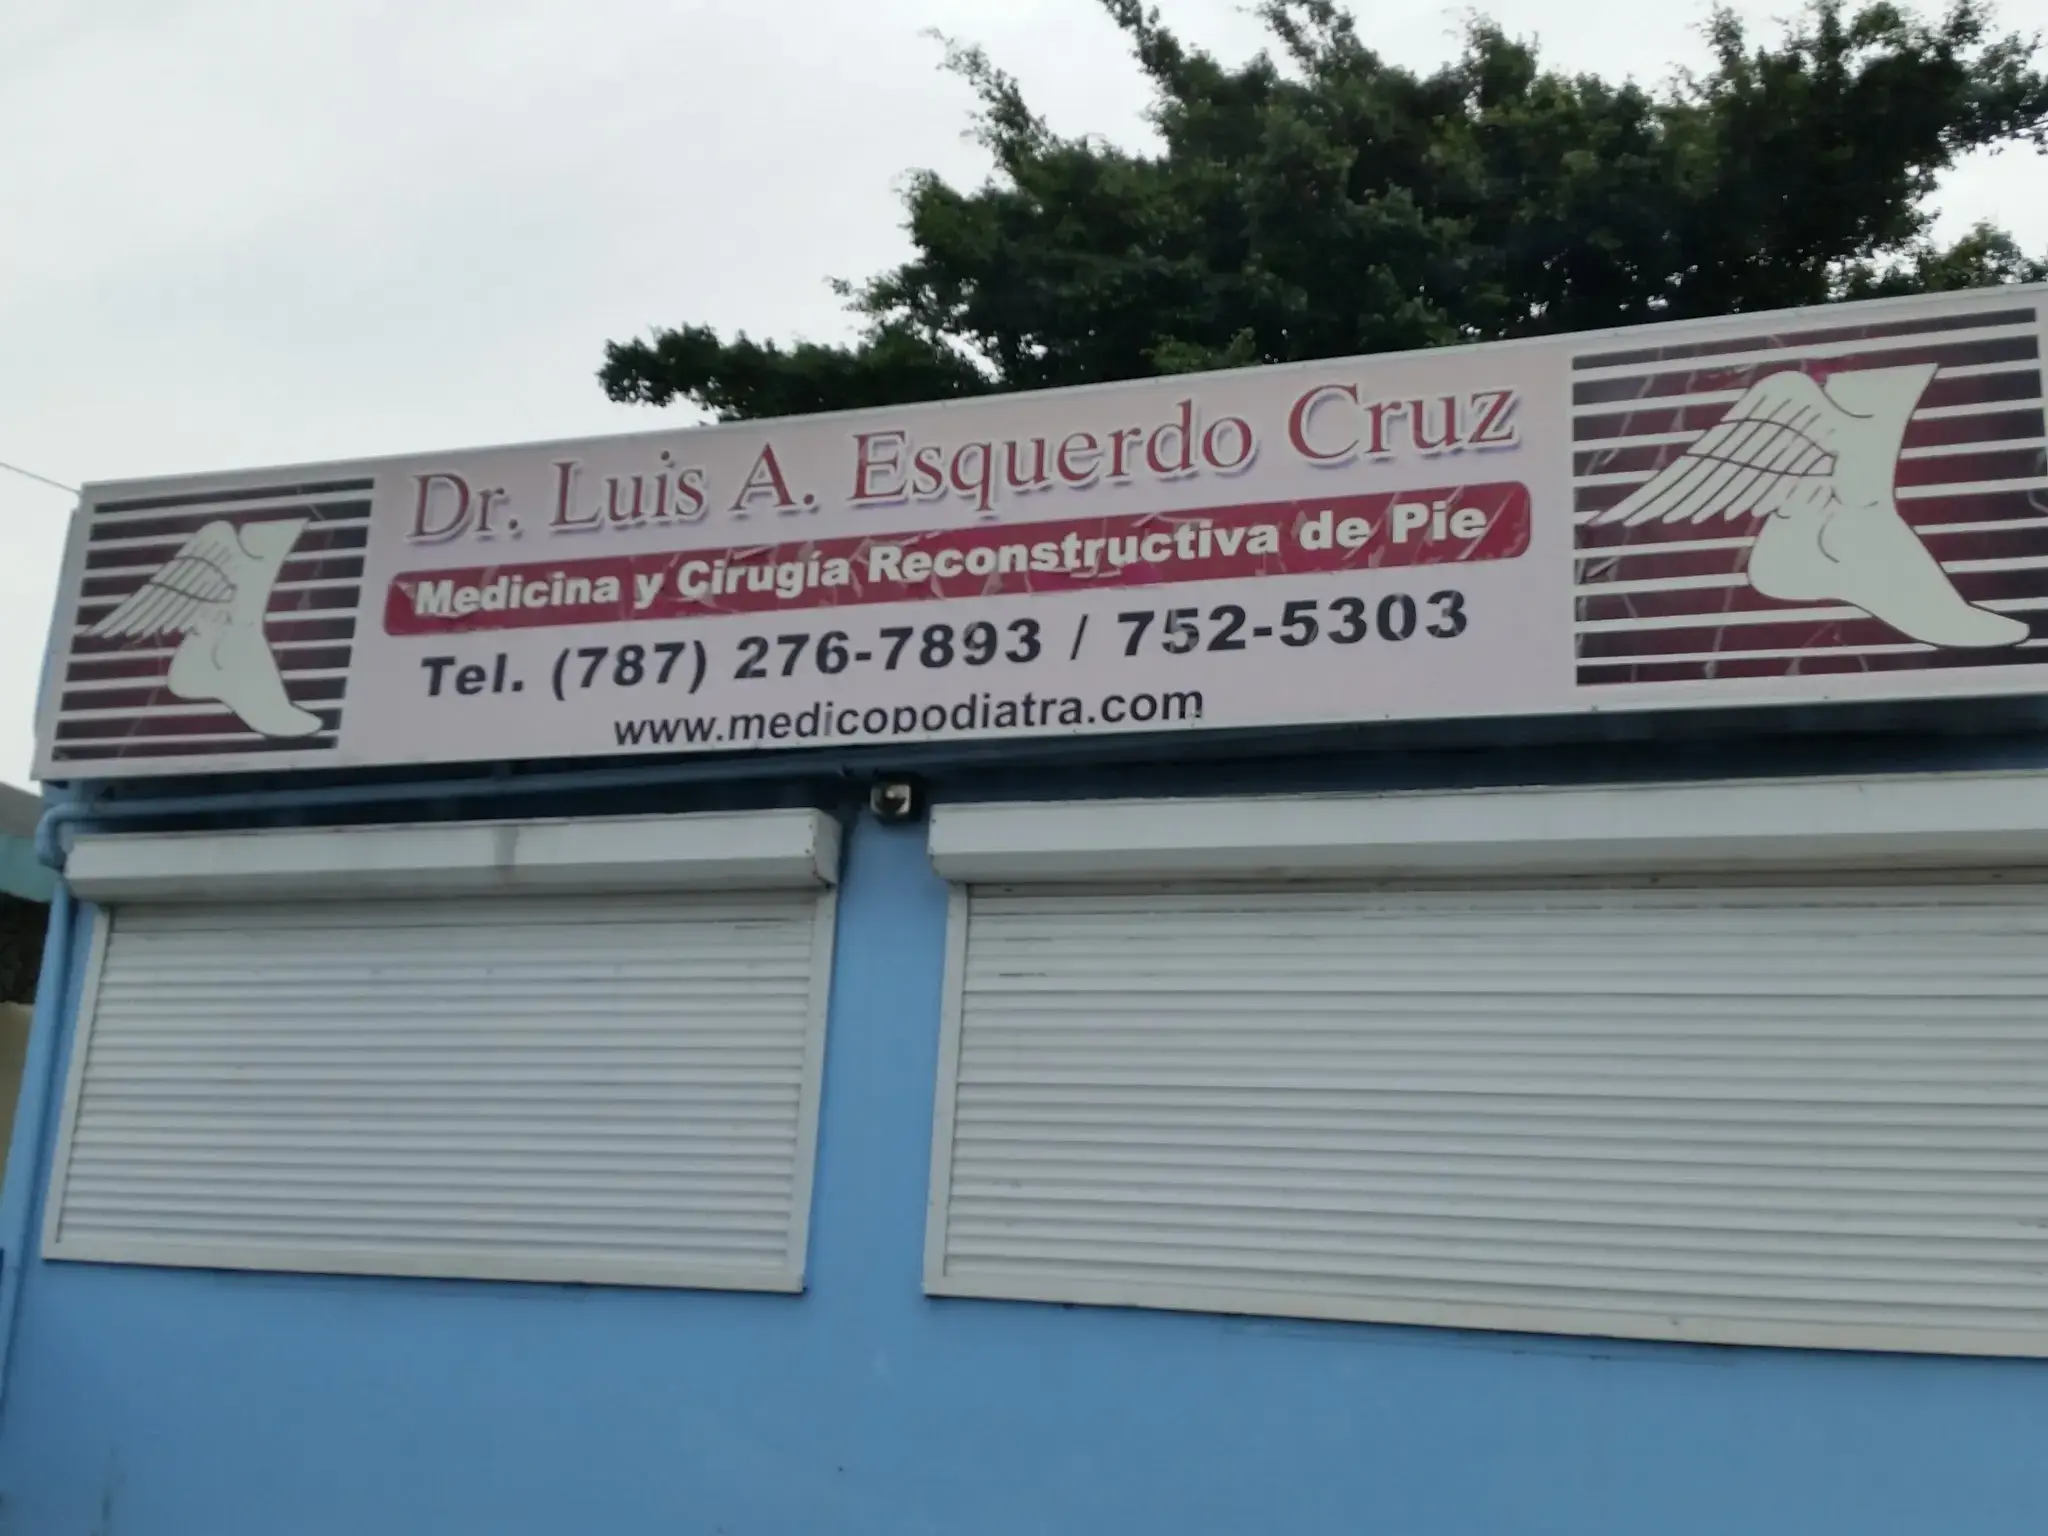 Dr. Luis A. Esquerdo Cruz
Medicina y Cirugía Reconstructiva de Pie
Tel. (787) 276-7893 / 752-5303
www.medicopodiatra.com